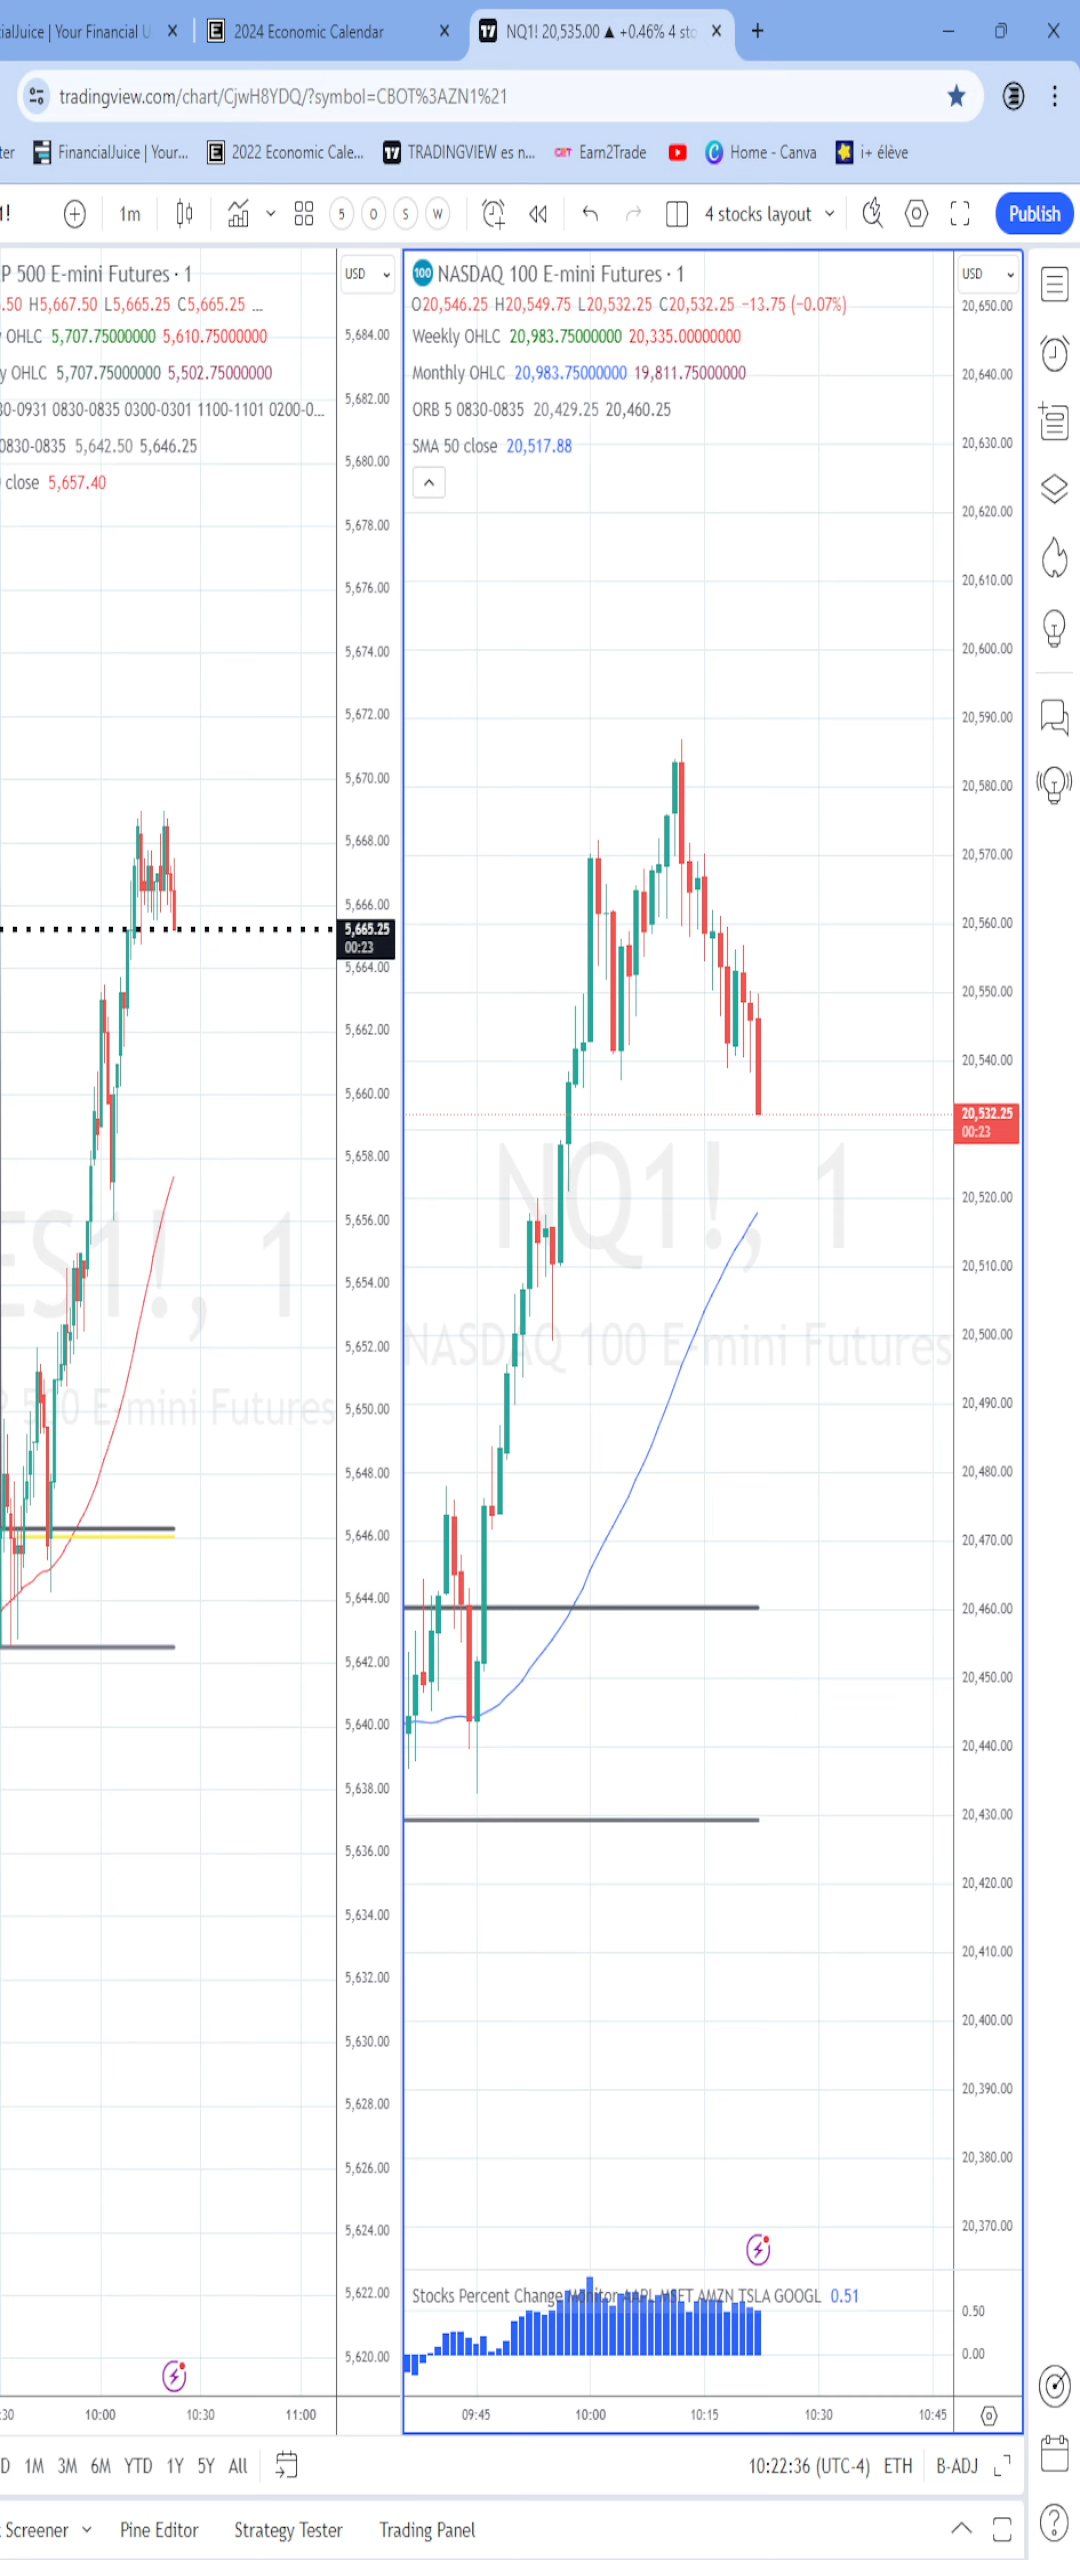 ialJuice | Your Financial U
2024 Economic Calendar
NQ1! 20,535.00 ▲ +0.46% 4 sto
tradingview.com/chart/CjwH8YDQ/?symbol=CBOT%3AZN1%21
ter
FinancialJuice | Your...
2022 Economic Cale...
TRADINGVIEW es n...
Earn2Trade
Home - Canva
i+ élève
1!
1m
5 O S W
4 stocks layout
Publish
P 500 E-mini Futures · 1
USD
.50 H5,667.50 L5,665.25 C5,665.25 ...
OHLC 5,707.75000000 5,610.75000000
y OHLC 5,707.75000000 5,502.75000000
30-0931 0830-0835 0300-0301 1100-1101 0200-0...
0830-0835 5,642.50 5,646.25
close 5,657.40
5,684.00
5,682.00
5,680.00
5,678.00
5,676.00
5,674.00
5,672.00
5,670.00
5,668.00
5,666.00
5,665.25
00:23
5,664.00
5,662.00
5,660.00
5,658.00
5,656.00
5,654.00
5,652.00
5,650.00
5,648.00
5,646.00
5,644.00
5,642.00
5,640.00
5,638.00
5,636.00
5,634.00
5,632.00
5,630.00
5,628.00
5,626.00
5,624.00
5,622.00
5,620.00
ES1!, 1
P 500 E-mini Futures
:30
10:00
10:30
11:00
100 NASDAQ 100 E-mini Futures · 1
USD
O20,546.25 H20,549.75 L20,532.25 C20,532.25 −13.75 (−0.07%)
Weekly OHLC 20,983.75000000 20,335.00000000
Monthly OHLC 20,983.75000000 19,811.75000000
ORB 5 0830-0835 20,429.25 20,460.25
SMA 50 close 20,517.88
20,650.00
20,640.00
20,630.00
20,620.00
20,610.00
20,600.00
20,590.00
20,580.00
20,570.00
20,560.00
20,550.00
20,540.00
20,532.25
00:23
20,520.00
20,510.00
20,500.00
20,490.00
20,480.00
20,470.00
20,460.00
20,450.00
20,440.00
20,430.00
20,420.00
20,410.00
20,400.00
20,390.00
20,380.00
20,370.00
NQ1!, 1
NASDAQ 100 E-mini Futures
Stocks Percent Change Monitor AAPL MSFT AMZN TSLA GOOGL 0.51
0.50
0.00
09:45
10:00
10:15
10:30
10:45
D 1M 3M 6M YTD 1Y 5Y All
10:22:36 (UTC-4) ETH B-ADJ
Screener
Pine Editor
Strategy Tester
Trading Panel